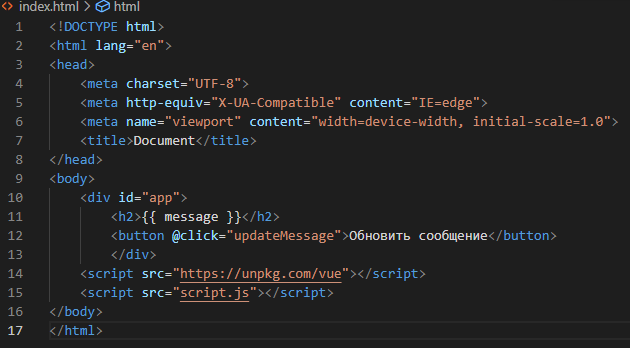 index.html > html
1 <!DOCTYPE html>
2 <html lang="en">
3 <head>
4     <meta charset="UTF-8">
5     <meta http-equiv="X-UA-Compatible" content="IE=edge">
6     <meta name="viewport" content="width=device-width, initial-scale=1.0">
7     <title>Document</title>
8 </head>
9 <body>
10     <div id="app">
11         <h2>{{ message }}</h2>
12         <button @click="updateMessage">Обновить сообщение</button>
13         </div>
14     <script src="https://unpkg.com/vue"></script>
15     <script src="script.js"></script>
16 </body>
17 </html>